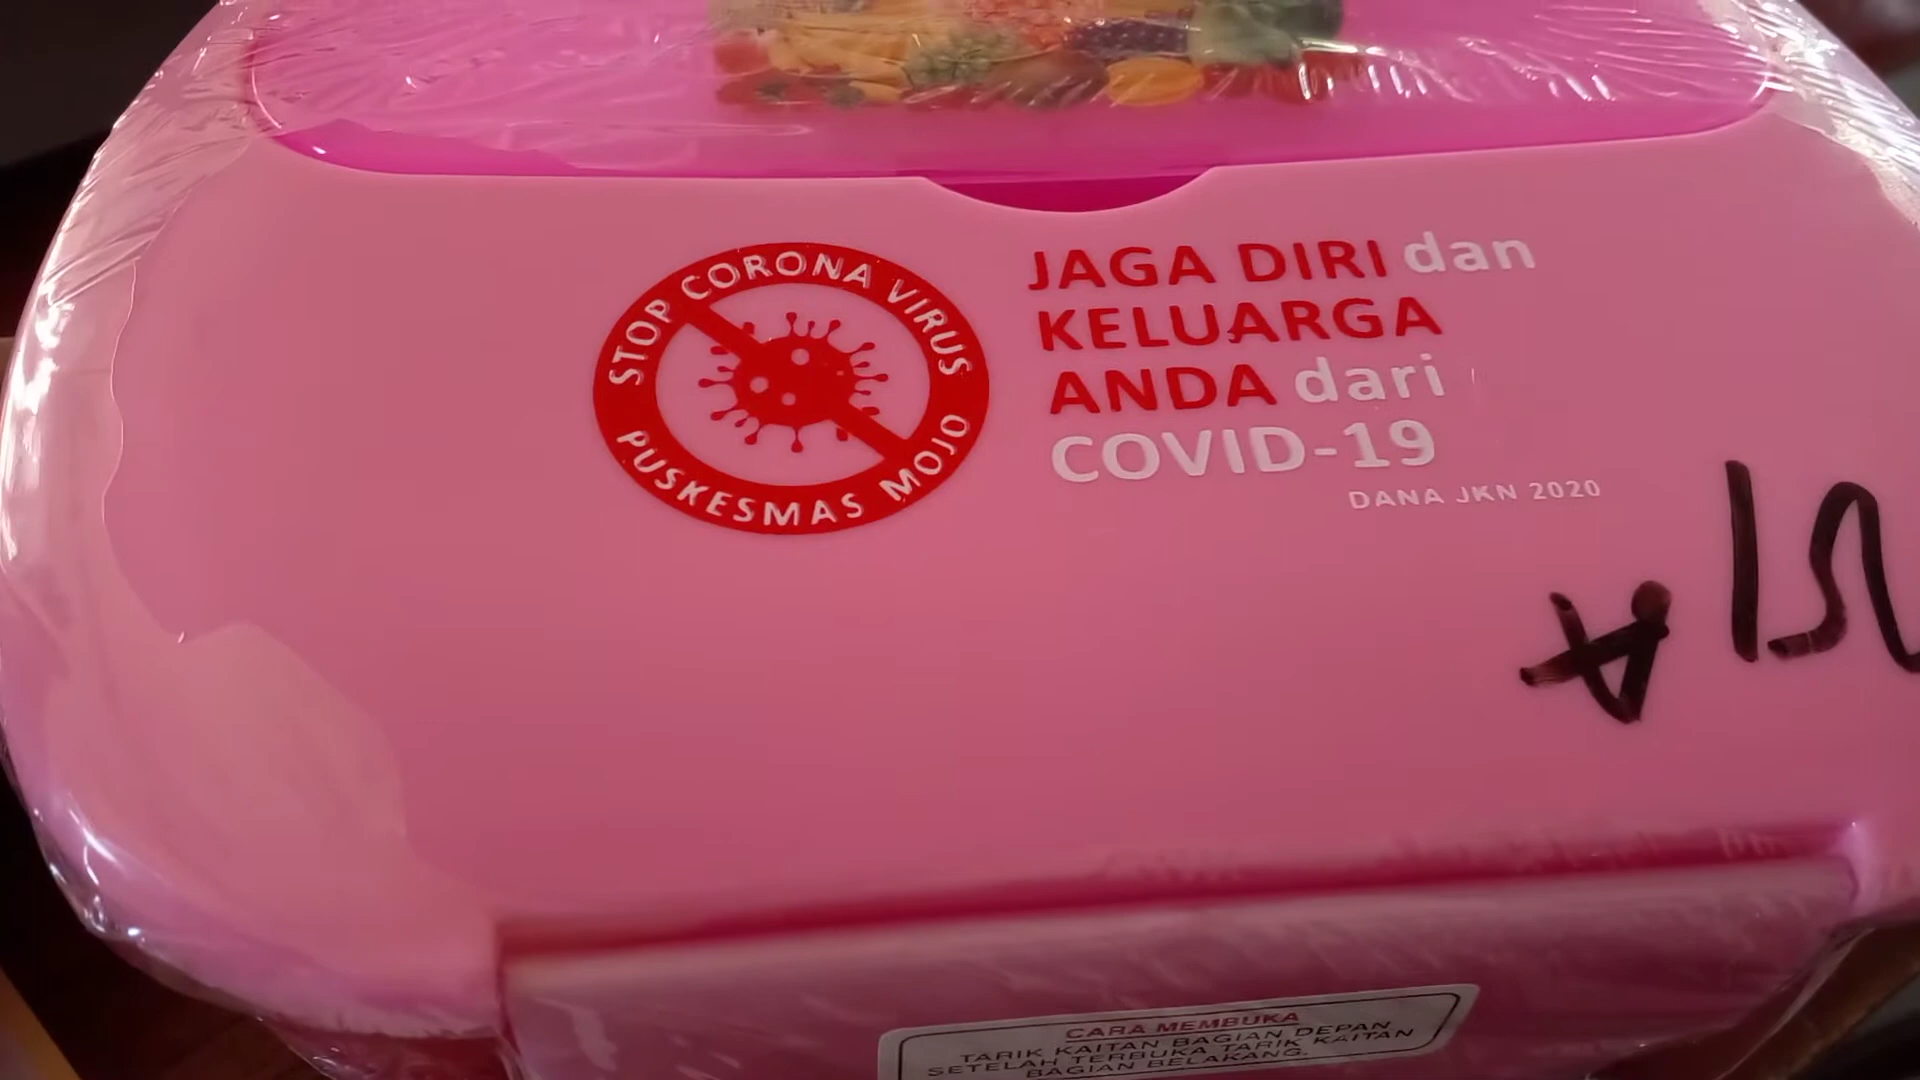 STOP CORONA VIRUS
PUSKESMAS MOJO
JAGA DIRI dan
KELUARGA
ANDA dari
COVID-19
DANA JKN 2020
CARA MEMBUKA
TARIK KAITAN BAGIAN DEPAN
SETELAH TERBUKA TARIK KAITAN
BAGIAN BELAKANG.